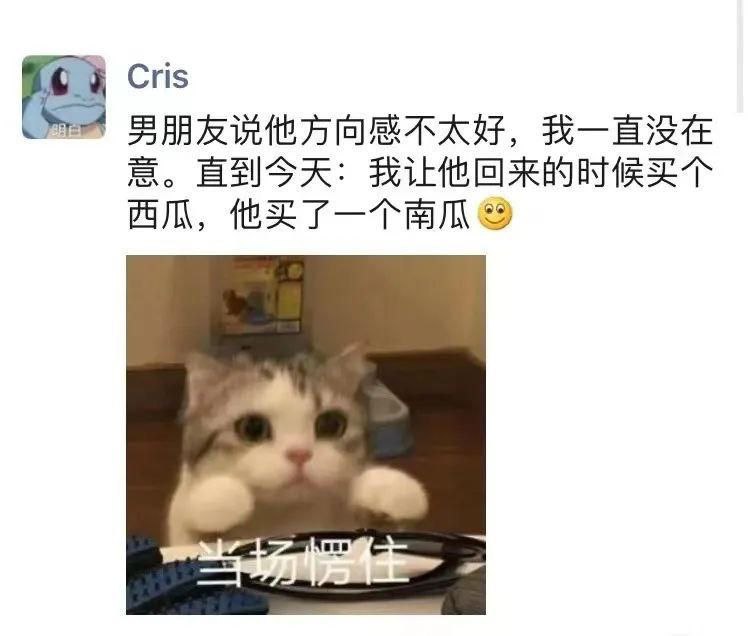 Cris
明白
男朋友说他方向感不太好，我一直没在
意。直到今天：我让他回来的时候买个
西瓜，他买了一个南瓜
当场愣住